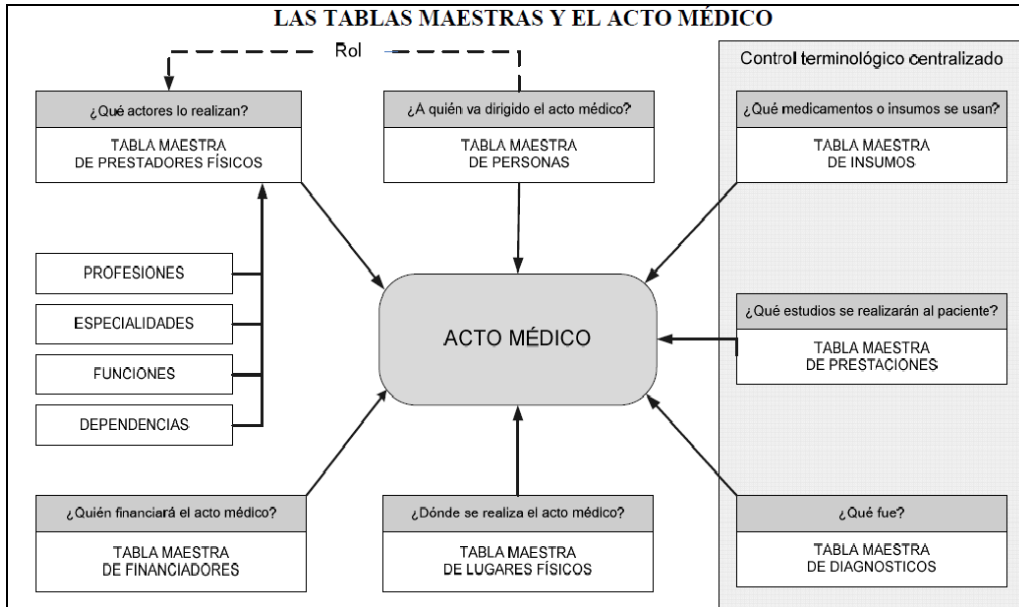 LAS TABLAS MAESTRAS Y EL ACTO MÉDICO
Rol
Control terminológico centralizado
¿Qué actores lo realizan?
TABLA MAESTRA
DE PRESTADORES FÍSICOS
¿A quién va dirigido el acto médico?
TABLA MAESTRA
DE PERSONAS
¿Qué medicamentos o insumos se usan?
TABLA MAESTRA
DE INSUMOS
PROFESIONES
ESPECIALIDADES
FUNCIONES
DEPENDENCIAS
ACTO MÉDICO
¿Qué estudios se realizarán al paciente?
TABLA MAESTRA
DE PRESTACIONES
¿Quién financiará el acto médico?
TABLA MAESTRA
DE FINANCIADORES
¿Dónde se realiza el acto médico?
TABLA MAESTRA
DE LUGARES FÍSICOS
¿Qué fue?
TABLA MAESTRA
DE DIAGNOSTICOS